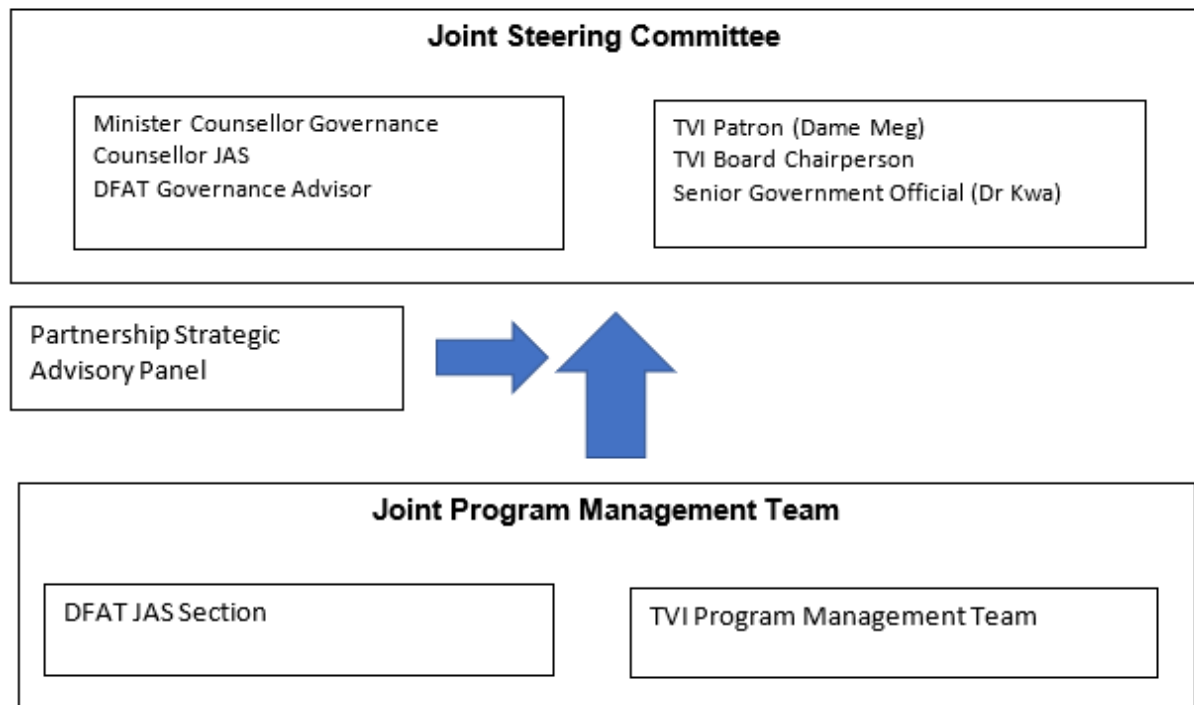 Joint Steering Committee
Minister Counsellor Governance
Counsellor JAS
DFAT Governance Advisor
TVI Patron (Dame Meg)
TVI Board Chairperson
Senior Government Official (Dr Kwa)
Partnership Strategic
Advisory Panel
Joint Program Management Team
DFAT JAS Section
TVI Program Management Team